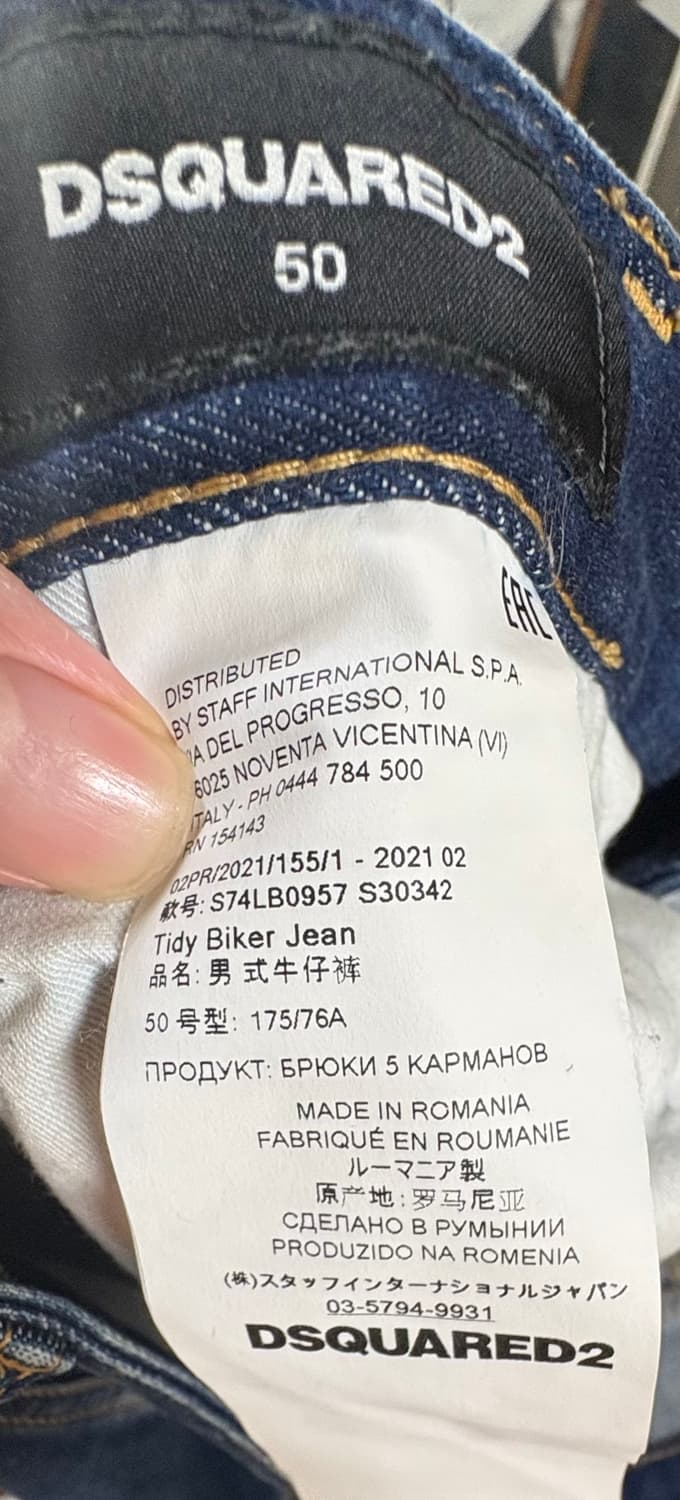 DSQUARED2
50
EAC
DISTRIBUTED
BY STAFF INTERNATIONAL S.P.A.
DEL PROGRESSO, 10
6025 NOVENTA VICENTINA (VI)
ITALY - PH 0444 784 500
RN 154143
02PR/2021/155/1 - 2021 02
款号: S74LB0957 S30342
Tidy Biker Jean
品名: 男 式牛仔裤
50 号型: 175/76A
ПРОДУКТ: БРЮКИ 5 КАРМАНОВ
MADE IN ROMANIA
FABRIQUÉ EN ROUMANIE
ルーマニア製
原产地: 罗马尼亚
СДЕЛАНО В РУМЫНИИ
PRODUZIDO NA ROMENIA
(株)スタッフインターナショナルジャパン
03-5794-9931
DSQUARED2